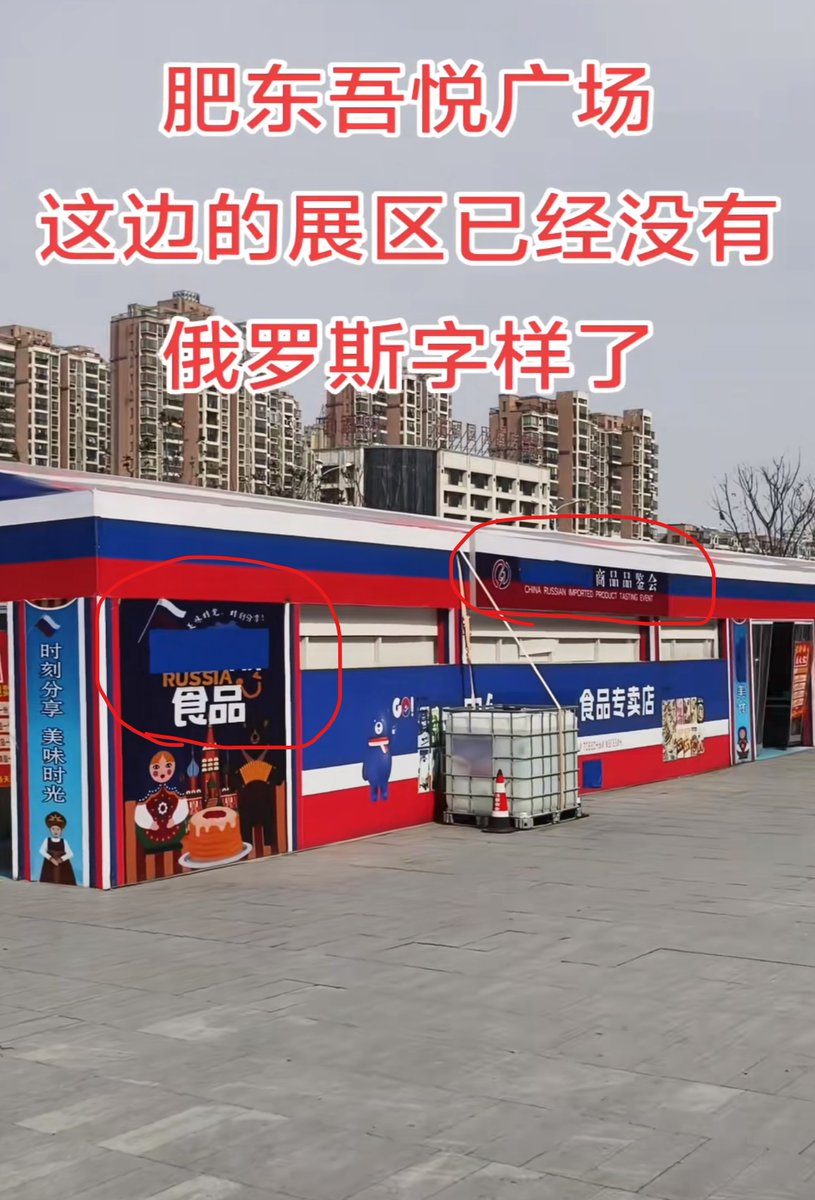 肥东吾悦广场
这边的展区已经没有
俄罗斯字样了
商品品鉴会
CHINA RUSSIAN IMPORTED PRODUCT TASTING EVENT
时刻分享 美味时光
RUSSIA
食品
GO!
食品专卖店